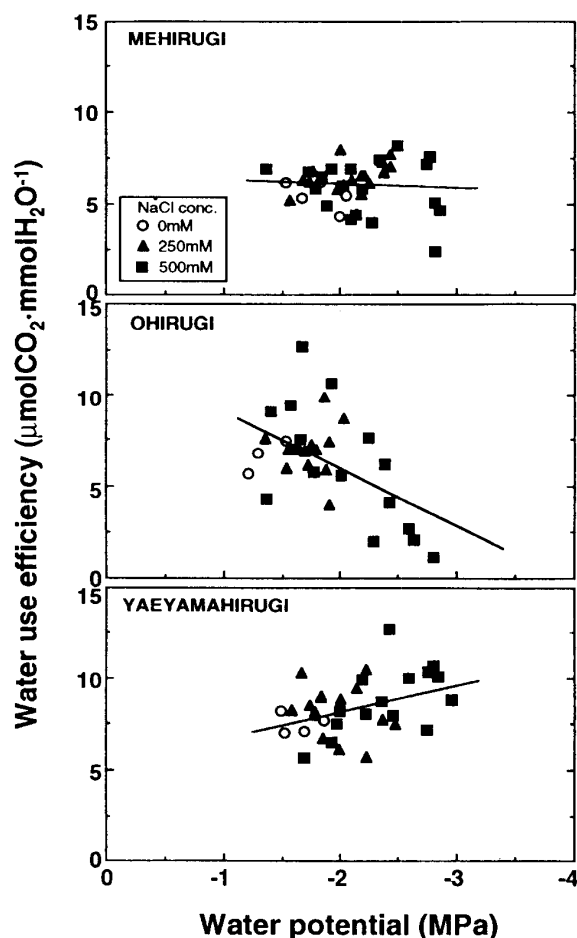 15
MEHIRUGI
10
5
0
NaCl conc.
0mM
250mM
500mM
15
OHIRUGI
10
5
0
15
YAEYAMAHIRUGI
10
5
0
0
-1
-2
-3
-4
Water use efficiency (μmolCO₂·mmolH₂O⁻¹)
Water potential (MPa)